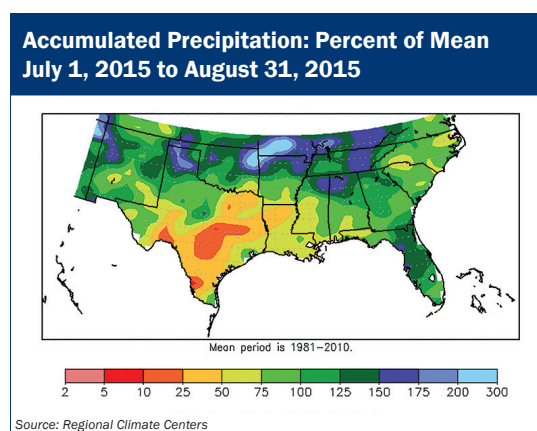 Accumulated Precipitation: Percent of Mean
July 1, 2015 to August 31, 2015
Mean period is 1981–2010.
2 5 10 25 50 75 100 125 150 175 200 300
Source: Regional Climate Centers